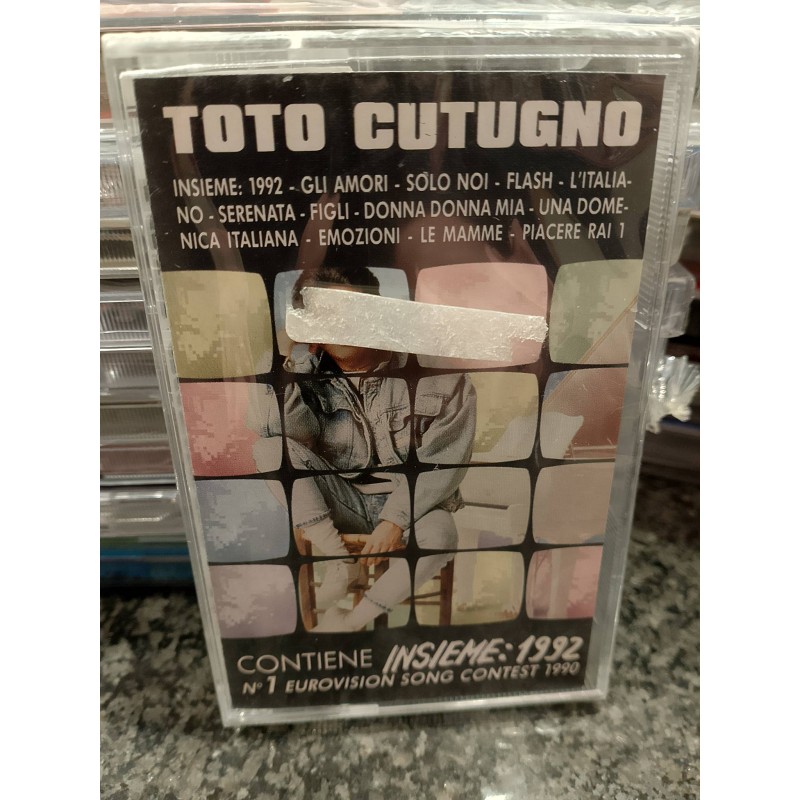 TOTO CUTUGNO
INSIEME: 1992 - GLI AMORI - SOLO NOI - FLASH - L'ITALIA-
NO - SERENATA - FIGLI - DONNA DONNA MIA - UNA DOME-
NICA ITALIANA - EMOZIONI - LE MAMME - PIACERE RAI 1
CONTIENE INSIEME: 1992
N° 1 EUROVISION SONG CONTEST 1990